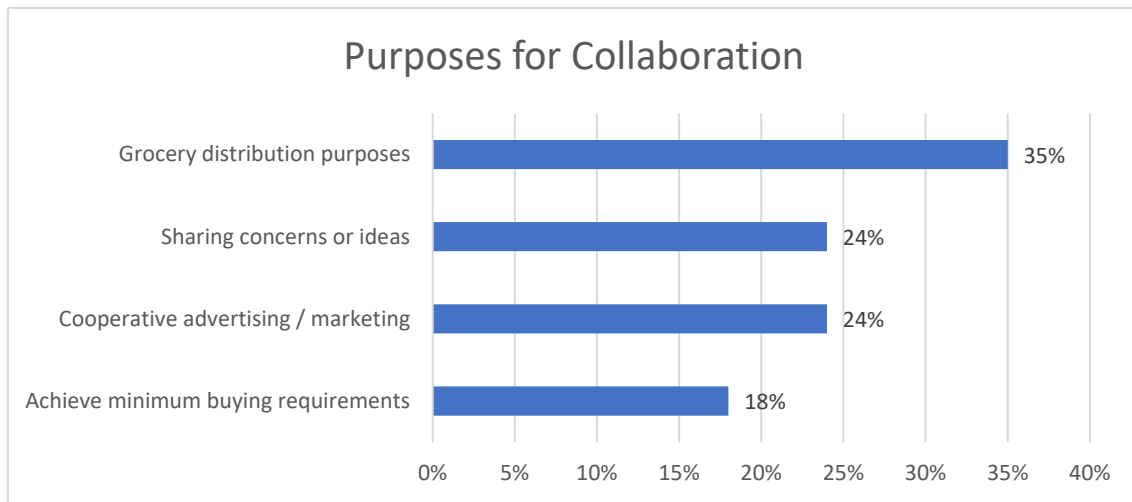 Purposes for Collaboration
Grocery distribution purposes 35%
Sharing concerns or ideas 24%
Cooperative advertising / marketing 24%
Achieve minimum buying requirements 18%
0% 5% 10% 15% 20% 25% 30% 35% 40%